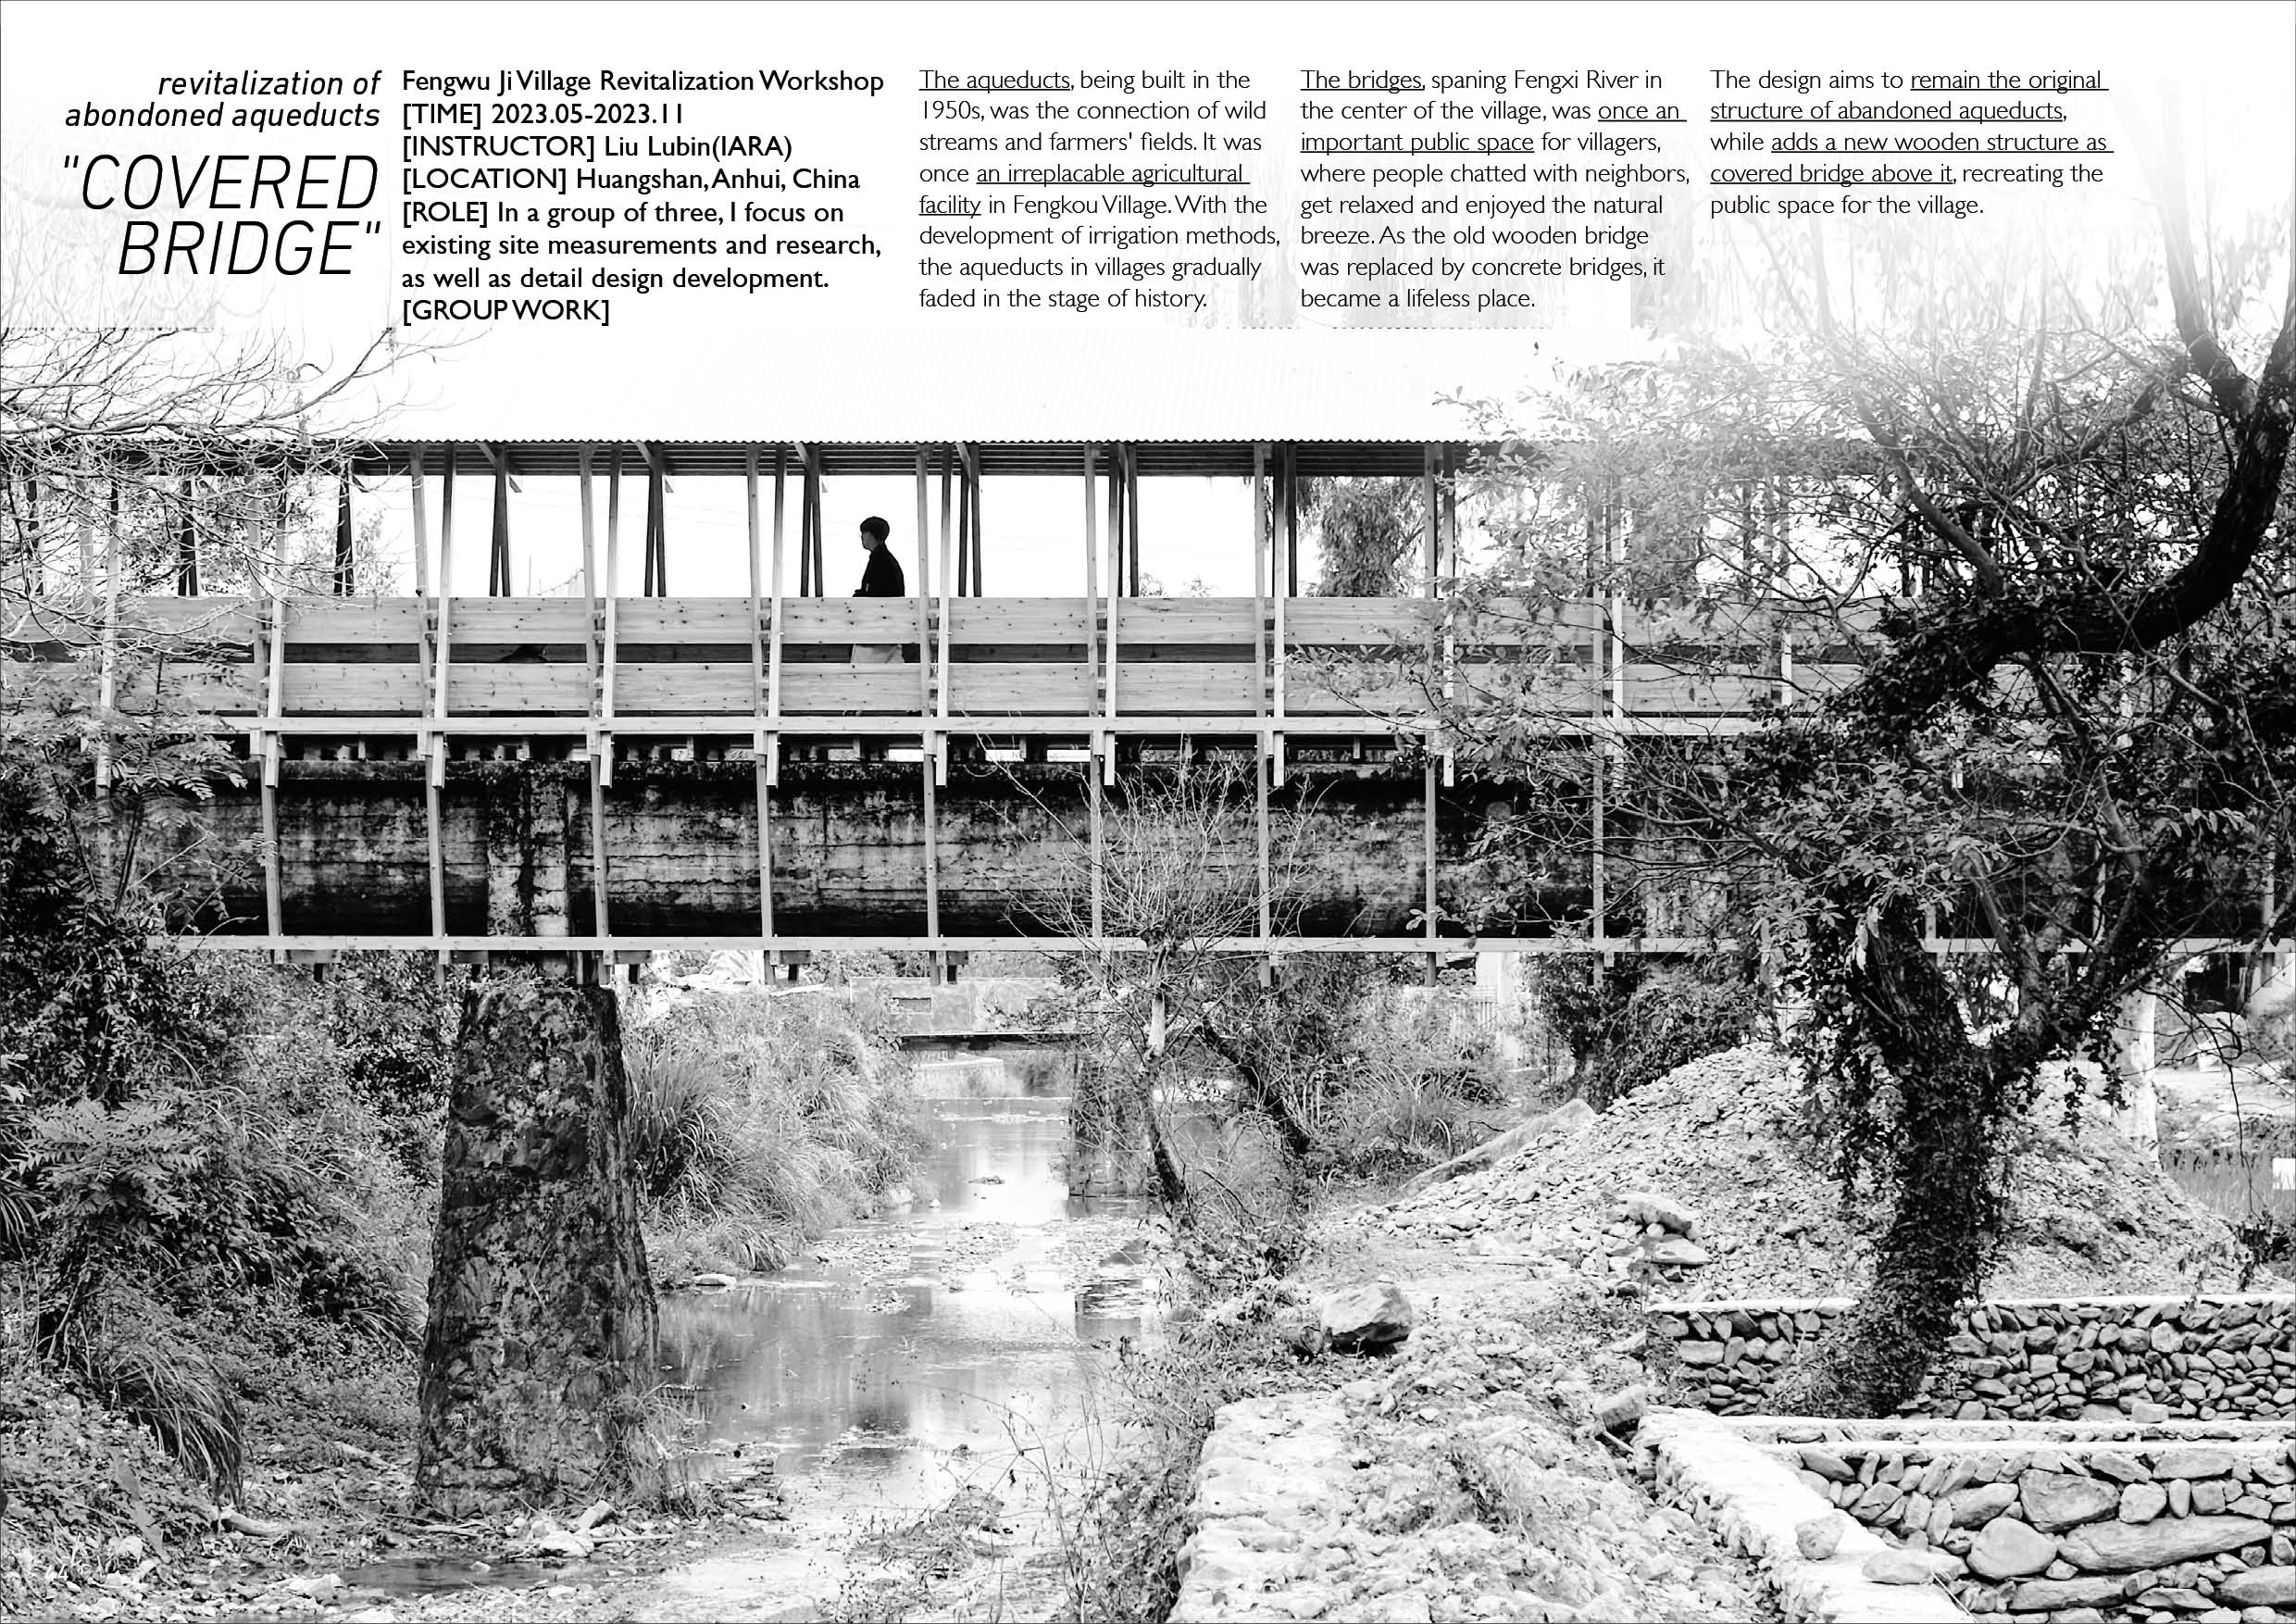 revitalization of
abondoned aqueducts
"COVERED
BRIDGE"
Fengwu Ji Village Revitalization Workshop
[TIME] 2023.05-2023.11
[INSTRUCTOR] Liu Lubin(IARA)
[LOCATION] Huangshan, Anhui, China
[ROLE] In a group of three, I focus on
existing site measurements and research,
as well as detail design development.
[GROUP WORK]
The aqueducts, being built in the
1950s, was the connection of wild
streams and farmers' fields. It was
once an irreplacable agricultural
facility in Fengkou Village. With the
development of irrigation methods,
the aqueducts in villages gradually
faded in the stage of history.
The bridges, spaning Fengxi River in
the center of the village, was once an
important public space for villagers,
where people chatted with neighbors,
get relaxed and enjoyed the natural
breeze. As the old wooden bridge
was replaced by concrete bridges, it
became a lifeless place.
The design aims to remain the original
structure of abandoned aqueducts,
while adds a new wooden structure as
covered bridge above it, recreating the
public space for the village.